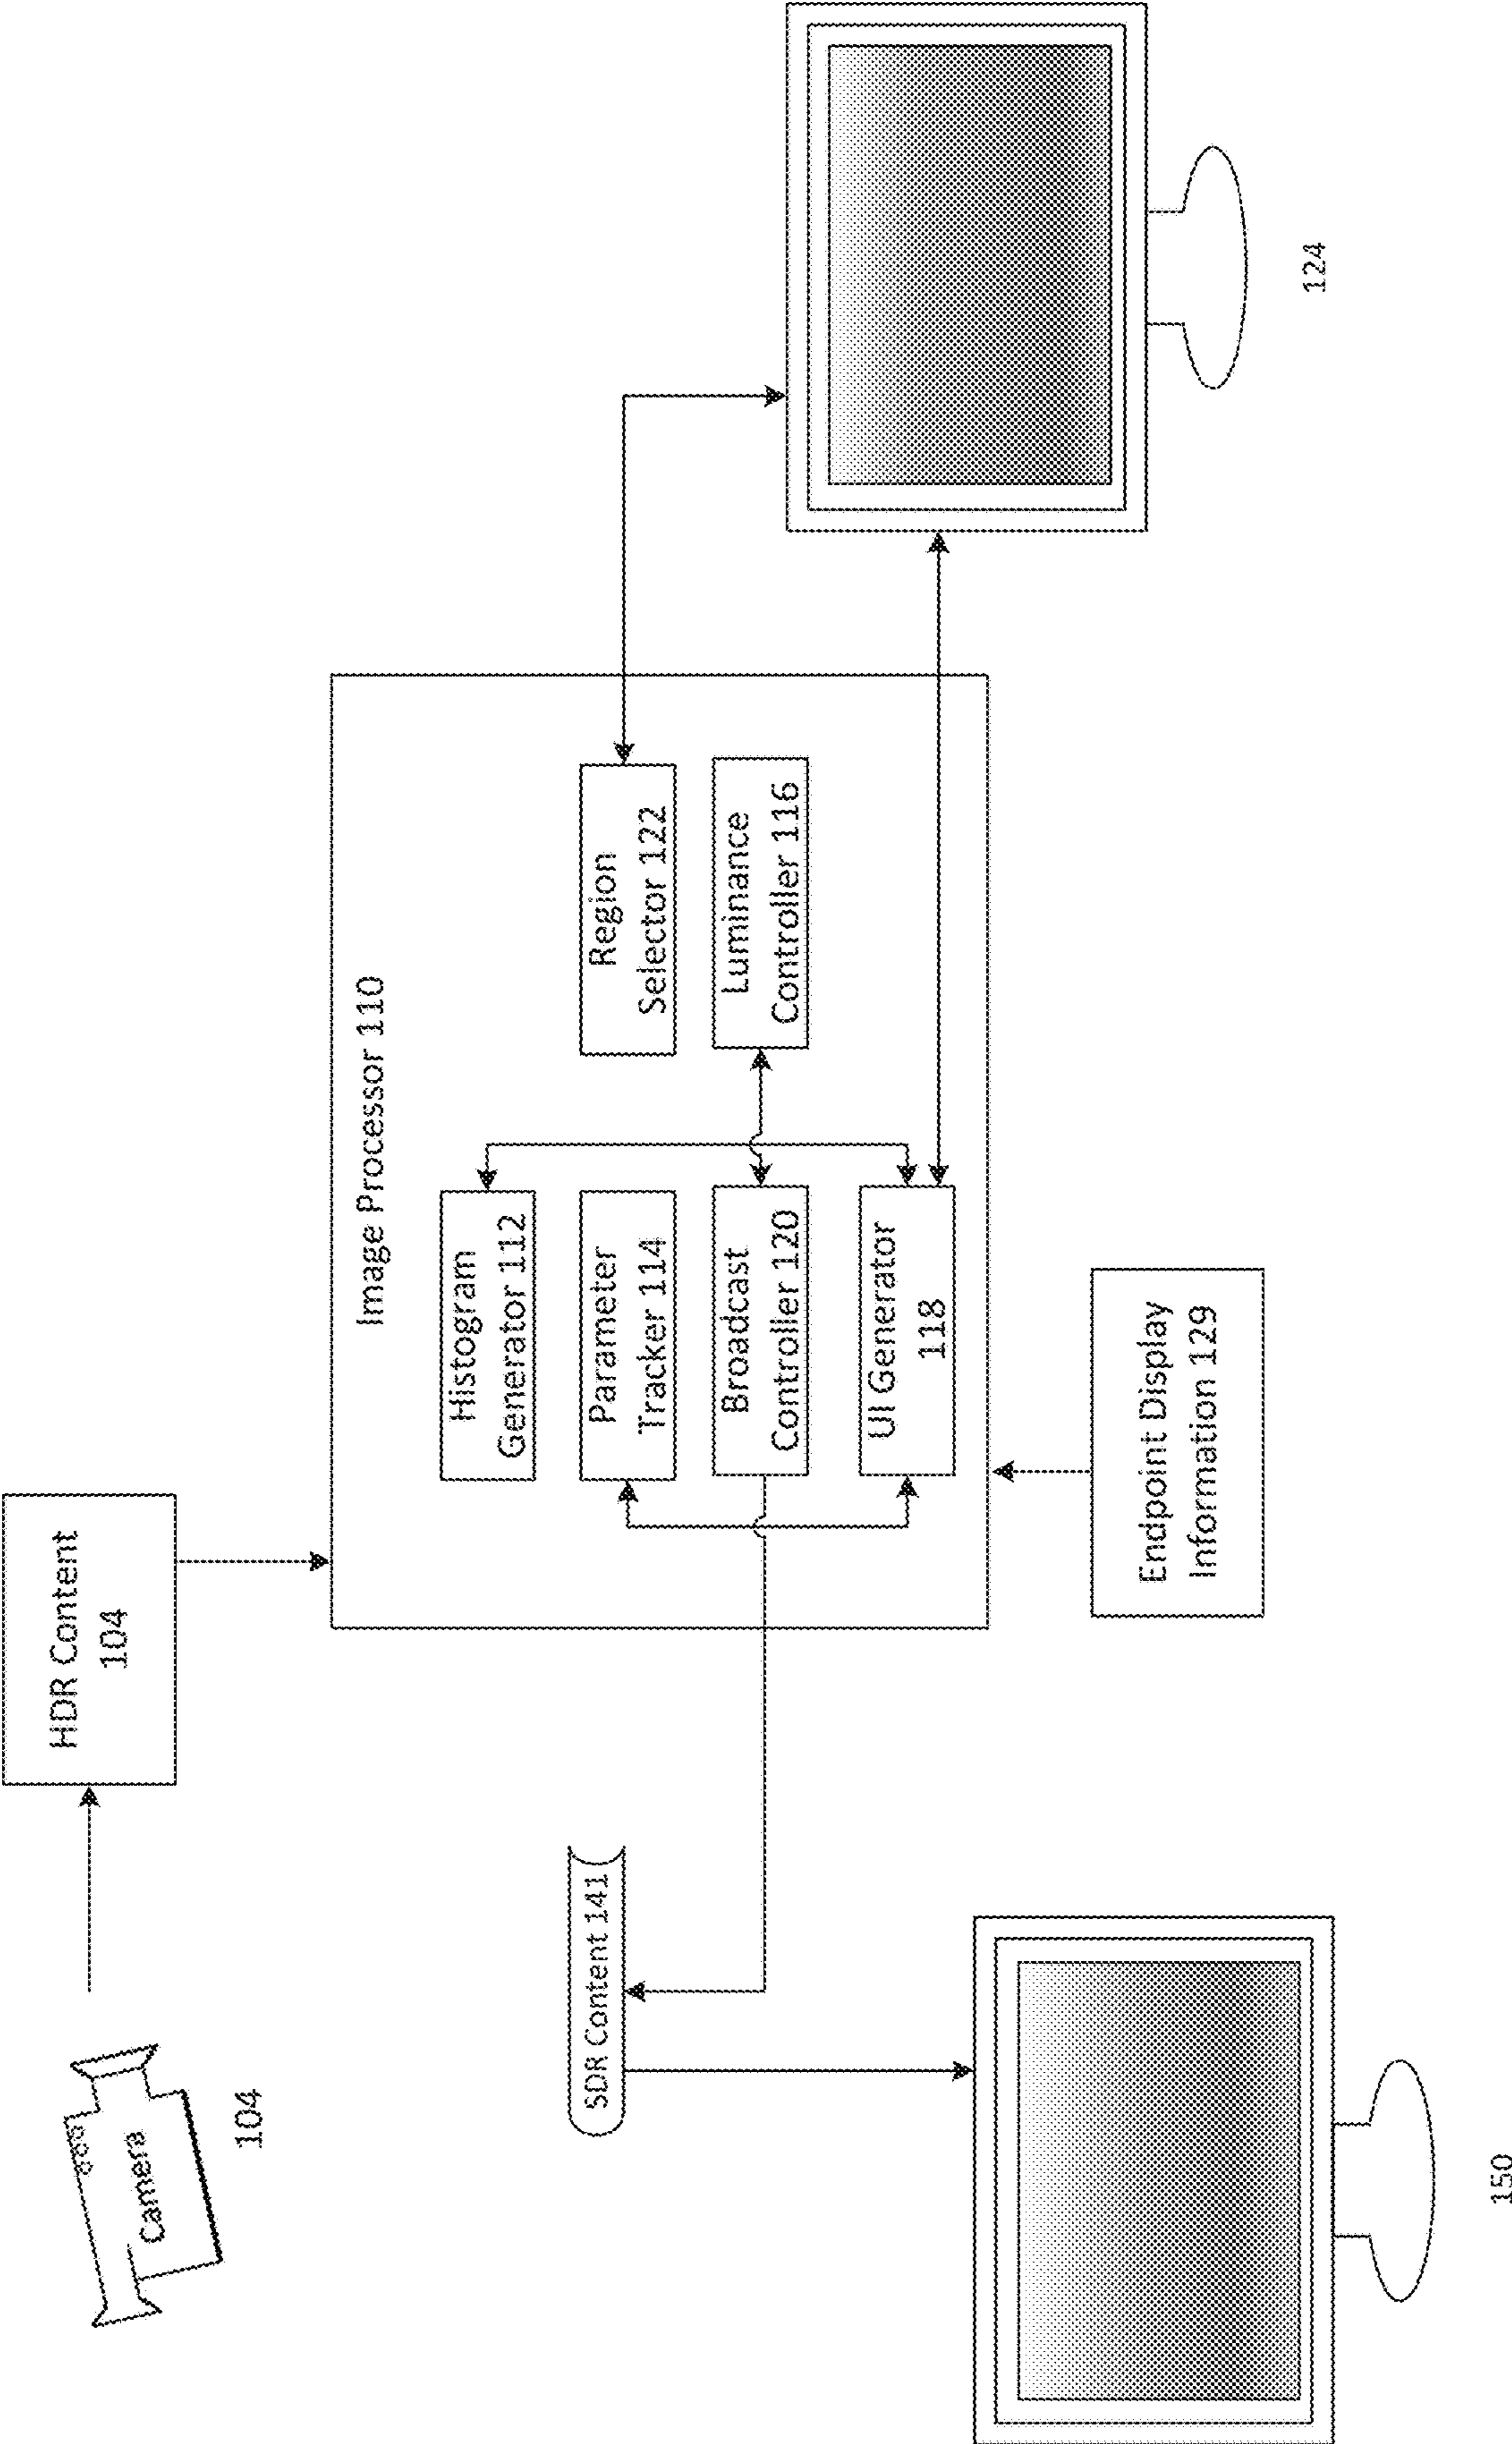 Camera
104
HDR Content
104
Image Processor 110
Histogram
Generator 112
Parameter
Tracker 114
Broadcast
Controller 120
UI Generator
118
Region
Selector 122
Luminance
Controller 116
SDR Content 141
Endpoint Display
Information 129
150
124